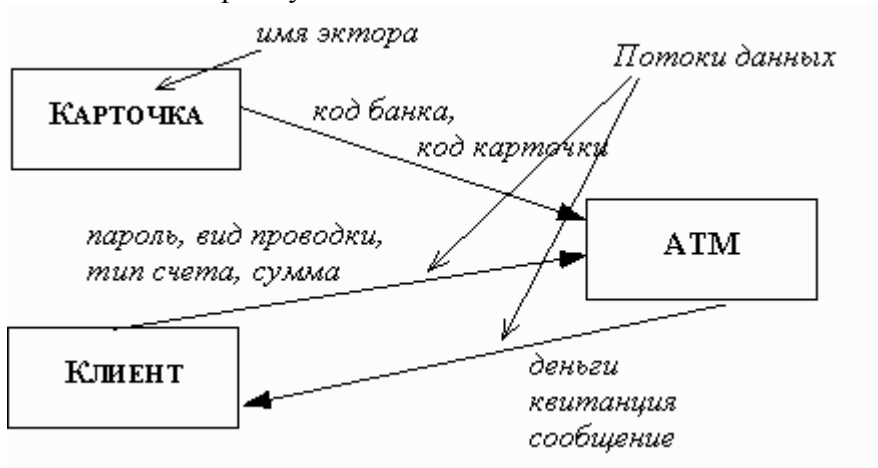 имя эктора
Потоки данных
КАРТОЧКА
код банка,
код карточки
пароль, вид проводки,
тип счета, сумма
АТМ
КЛИЕНТ
деньги
квитанция
сообщение